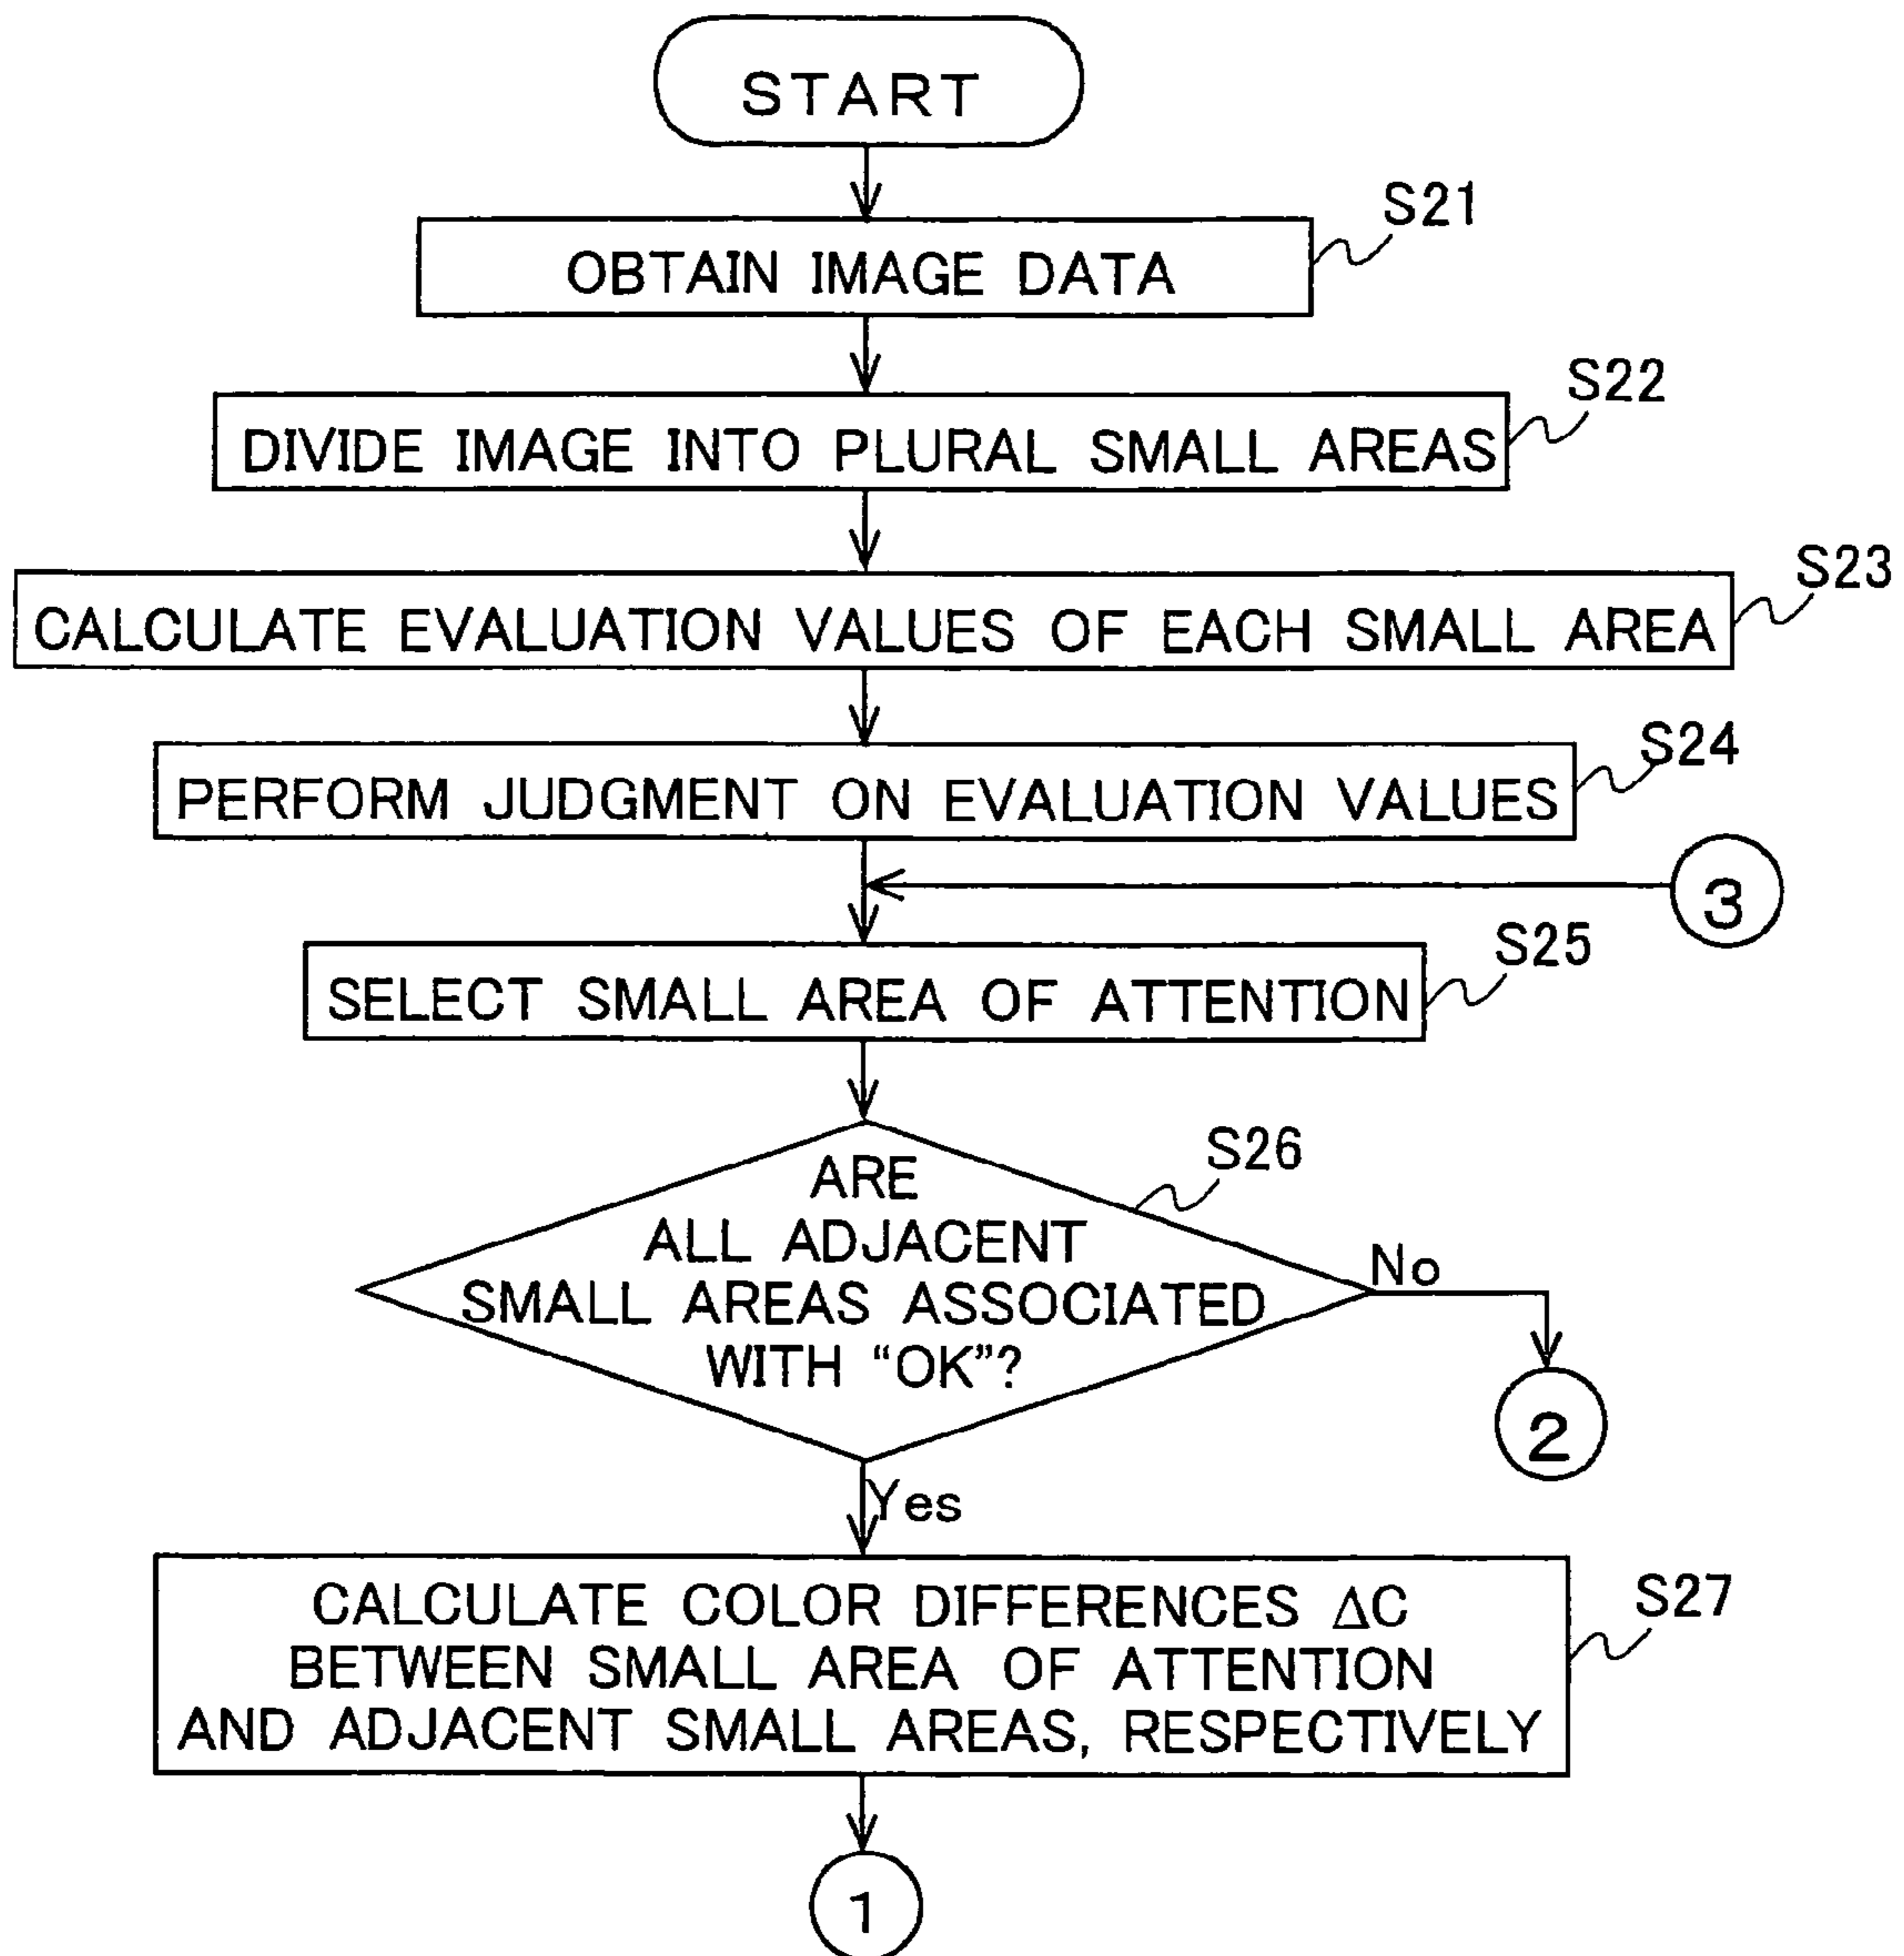 START
S21
OBTAIN IMAGE DATA
S22
DIVIDE IMAGE INTO PLURAL SMALL AREAS
S23
CALCULATE EVALUATION VALUES OF EACH SMALL AREA
S24
PERFORM JUDGMENT ON EVALUATION VALUES
3
S25
SELECT SMALL AREA OF ATTENTION
S26
ARE
ALL ADJACENT
SMALL AREAS ASSOCIATED
WITH “OK”?
No
2
Yes
S27
CALCULATE COLOR DIFFERENCES ΔC
BETWEEN SMALL AREA OF ATTENTION
AND ADJACENT SMALL AREAS, RESPECTIVELY
1